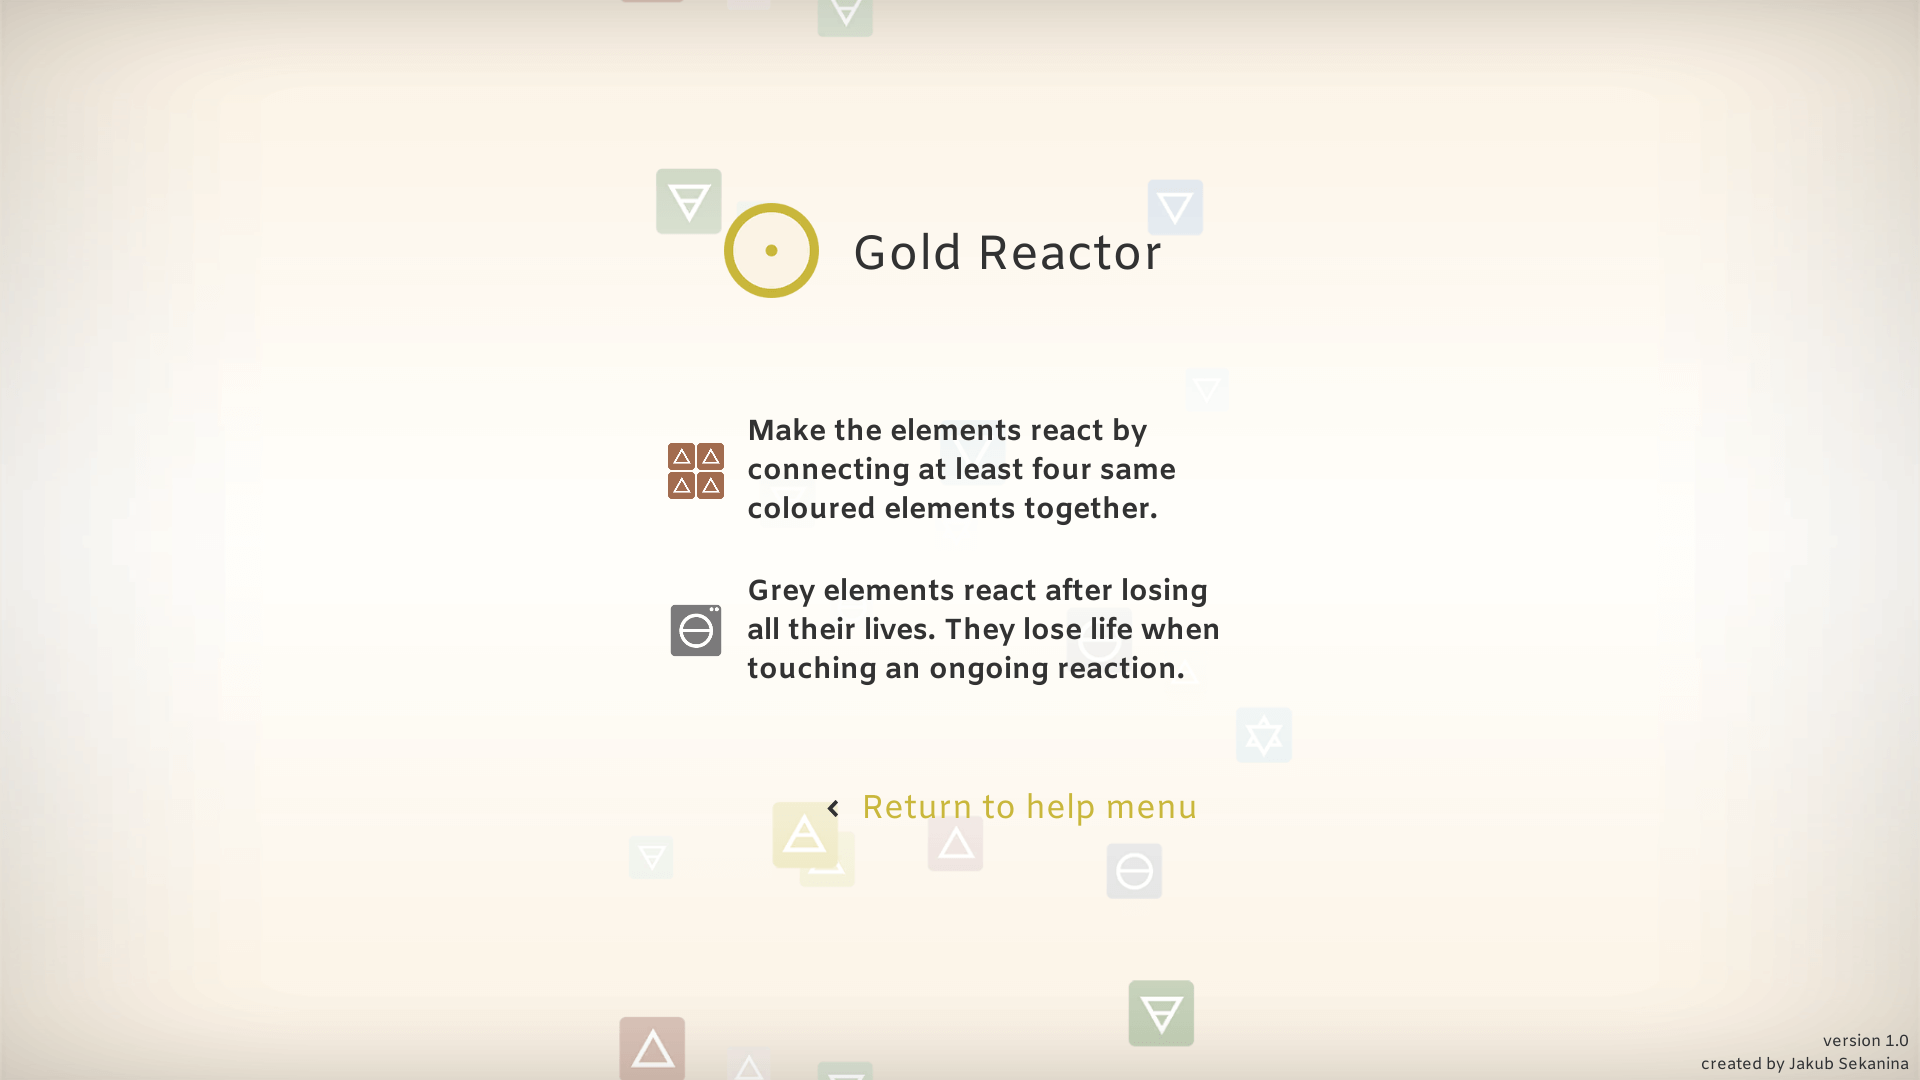 Gold Reactor
Make the elements react by
connecting at least four same
coloured elements together.
Grey elements react after losing
all their lives. They lose life when
touching an ongoing reaction.
‹ Return to help menu
version 1.0
created by Jakub Sekanina